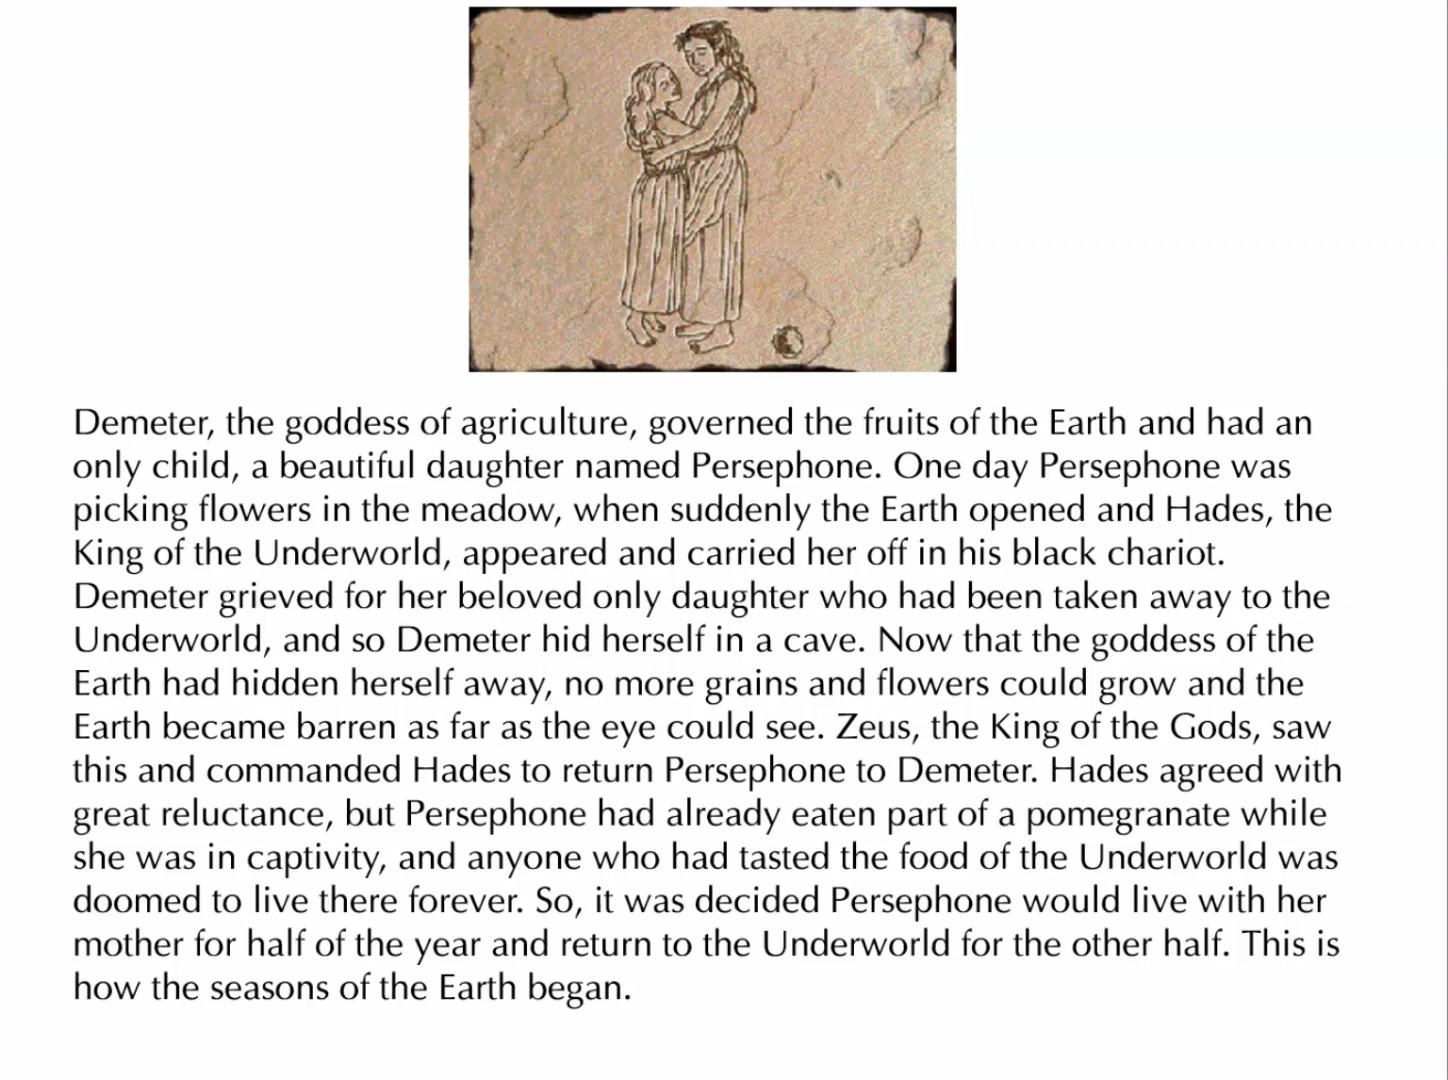 Demeter, the goddess of agriculture, governed the fruits of the Earth and had an
only child, a beautiful daughter named Persephone. One day Persephone was
picking flowers in the meadow, when suddenly the Earth opened and Hades, the
King of the Underworld, appeared and carried her off in his black chariot.
Demeter grieved for her beloved only daughter who had been taken away to the
Underworld, and so Demeter hid herself in a cave. Now that the goddess of the
Earth had hidden herself away, no more grains and flowers could grow and the
Earth became barren as far as the eye could see. Zeus, the King of the Gods, saw
this and commanded Hades to return Persephone to Demeter. Hades agreed with
great reluctance, but Persephone had already eaten part of a pomegranate while
she was in captivity, and anyone who had tasted the food of the Underworld was
doomed to live there forever. So, it was decided Persephone would live with her
mother for half of the year and return to the Underworld for the other half. This is
how the seasons of the Earth began.